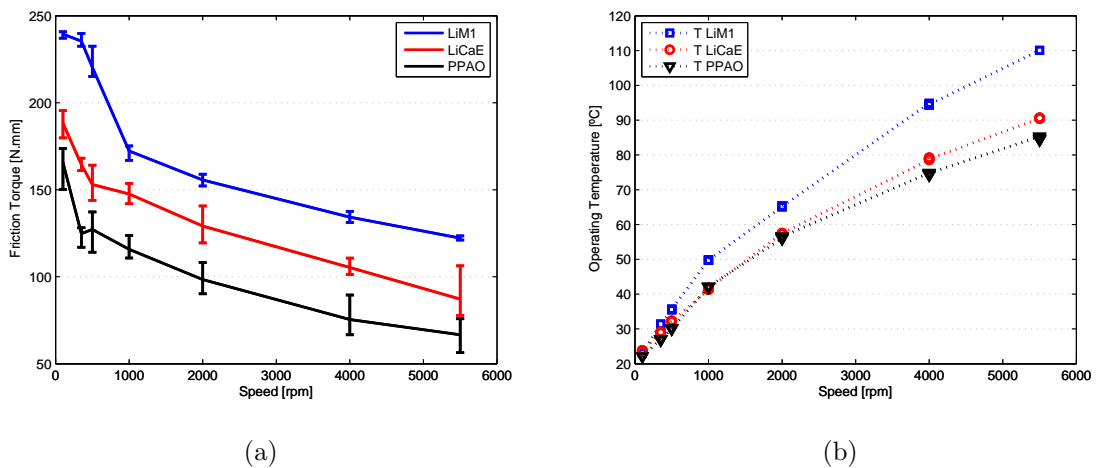 250
200
150
100
50
0
1000
2000
3000
4000
5000
6000
Friction Torque [N.mm]
Speed [rpm]
LiM1
LiCaE
PPAO
(a)
120
110
100
90
80
70
60
50
40
30
20
0
1000
2000
3000
4000
5000
6000
Operating Temperature [ºC]
Speed [rpm]
T LiM1
T LiCaE
T PPAO
(b)